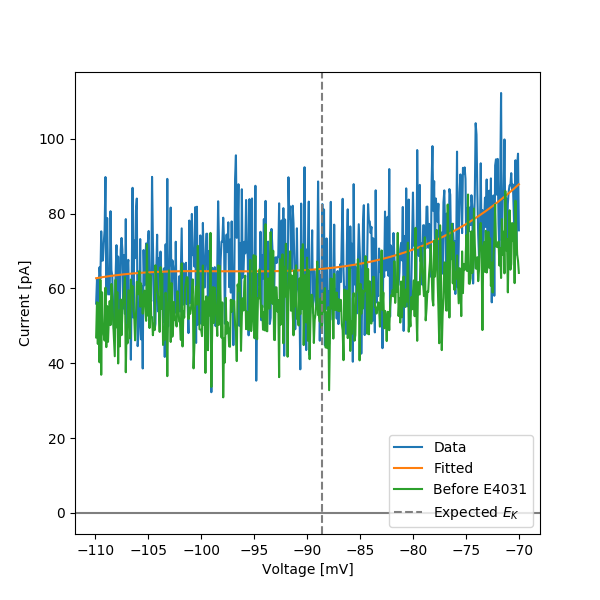 Current [pA]
100
80
60
40
20
0
Data
Fitted
Before E4031
Expected $E_K$
−110 −105 −100 −95 −90 −85 −80 −75 −70
Voltage [mV]